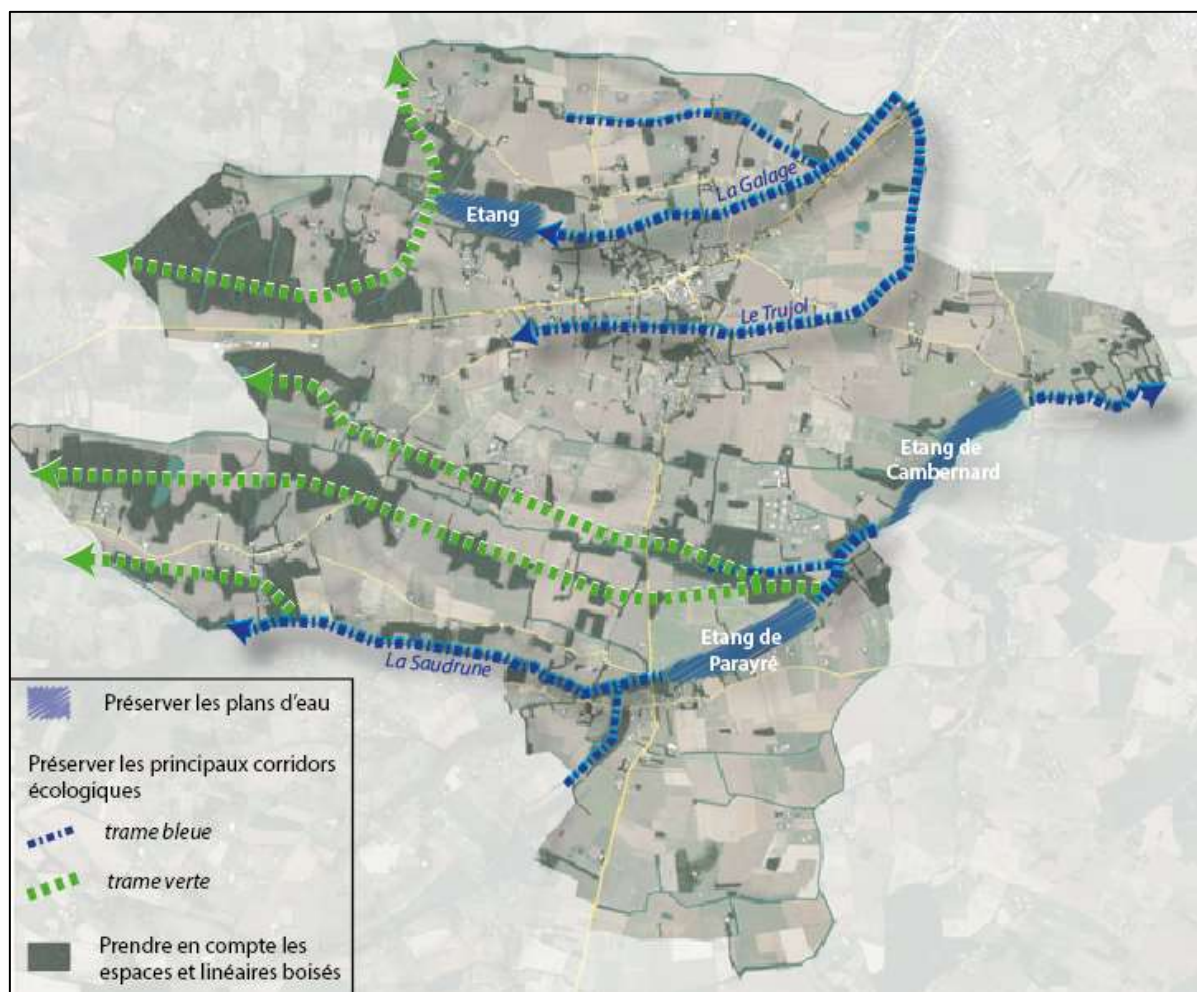 La Galage
Etang
Le Trujol
Etang de
Cambernard
Etang de
Parayré
La Saudrune
Préserver les plans d'eau
Préserver les principaux corridors
écologiques
trame bleue
trame verte
Prendre en compte les
espaces et linéaires boisés